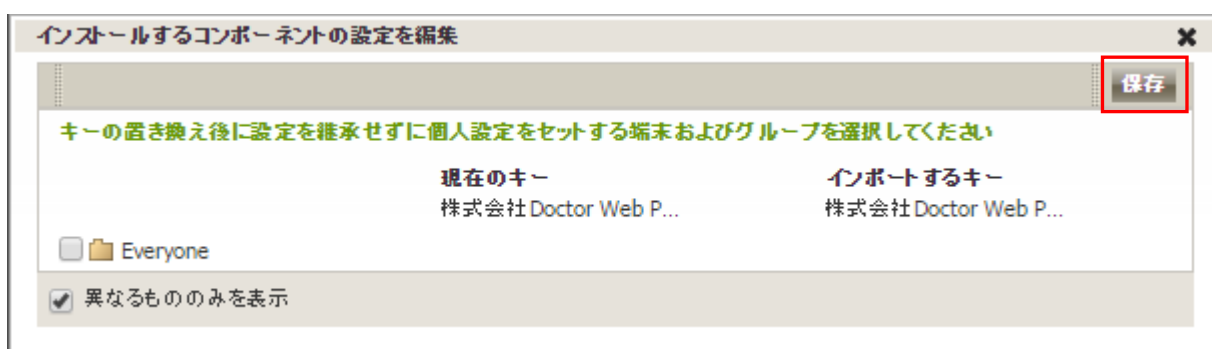 インストールするコンポーネントの設定を編集
保存
キーの置き換え後に設定を継承せずに個人設定をセットする端末およびグループを選択してください
現在のキー インポートするキー
株式会社Doctor Web P... 株式会社Doctor Web P...
Everyone
異なるもののみを表示